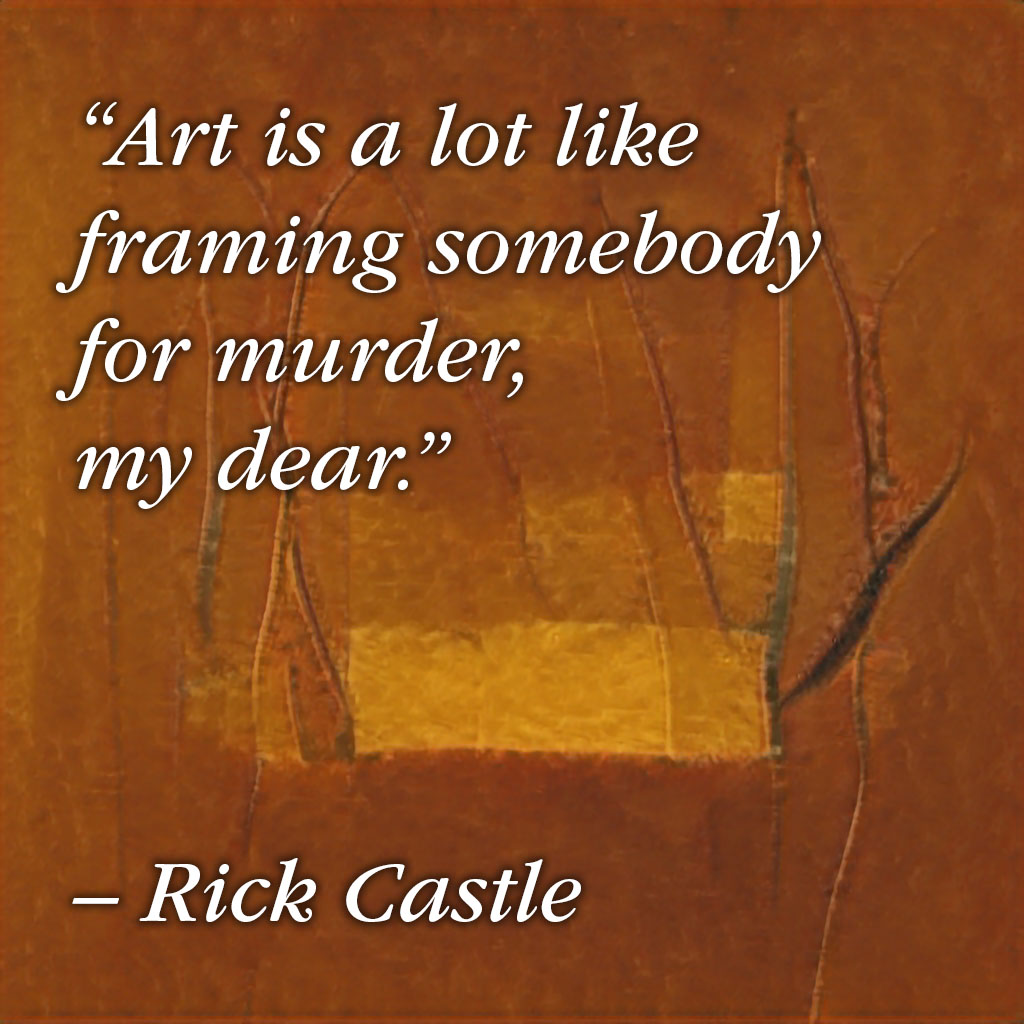 “Art is a lot like
framing somebody
for murder,
my dear.”
– Rick Castle